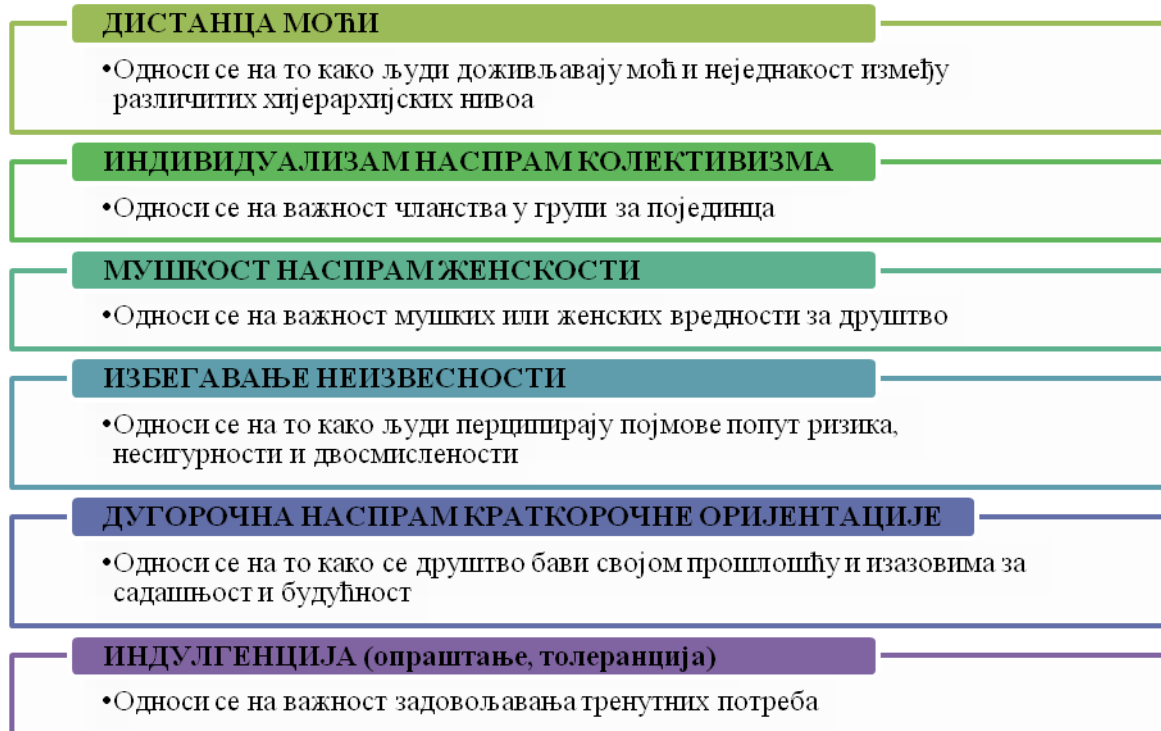 ДИСТАНЦА МОЋИ
•Односи се на то како људи доживљавају моћ и неједнакост између
различитих хијерархијских нивоа
ИНДИВИДУАЛИЗАМ НАСПРАМ КОЛЕКТИВИЗМА
•Односи се на важност чланства у групи за појединца
МУШКОСТ НАСПРАМ ЖЕНСКОСТИ
•Односи се на важност мушких или женских вредности за друштво
ИЗБЕГАВАЊЕ НЕИЗВЕСНОСТИ
•Односи се на то како људи перципирају појмове попут ризика,
несигурности и двосмислености
ДУГОРОЧНА НАСПРАМ КРАТКОРОЧНЕ ОРИЈЕНТАЦИЈЕ
•Односи се на то како се друштво бави својом прошлошћу и изазовима за
садашњост и будућност
ИНДУЛГЕНЦИЈА (опраштање, толеранција)
•Односи се на важност задовољавања тренутних потреба